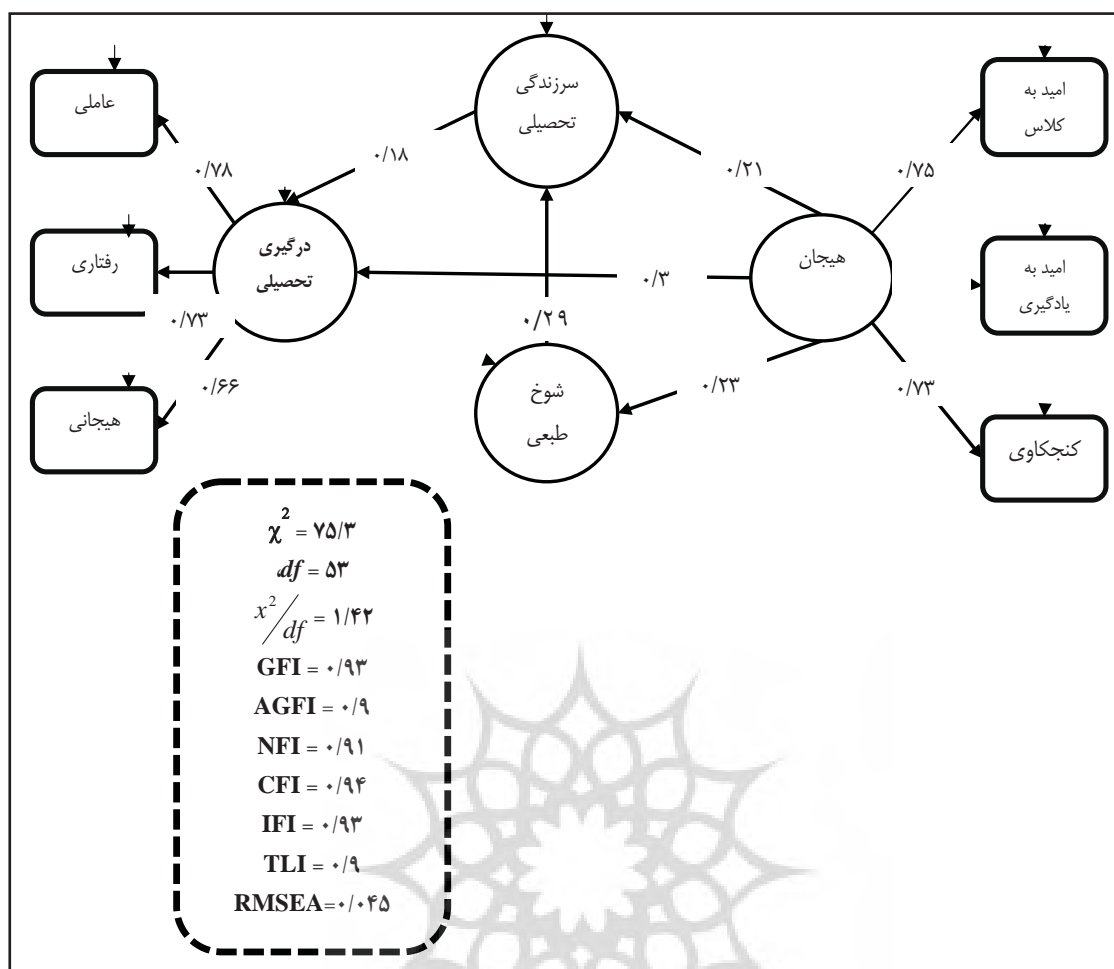 سرزندگی
تحصیلی
امید به
کلاس
عاملی
۰/۱۸
۰/۷۸
۰/۲۱
۰/۷۵
درگیری
تحصیلی
رفتاری
هیجان
امید به
یادگیری
۰/۳
۰/۷۳
۰/۲۹
۰/۶۶
۰/۲۳
۰/۷۳
شوخ
طبعی
هیجانی
کنجکاوی
χ² = ۷۵/۳
df = ۵۳
x²/df = ۱/۴۲
GFI = ۰/۹۳
AGFI = ۰/۹
NFI = ۰/۹۱
CFI = ۰/۹۴
IFI = ۰/۹۳
TLI = ۰/۹
RMSEA=۰/۰۴۵